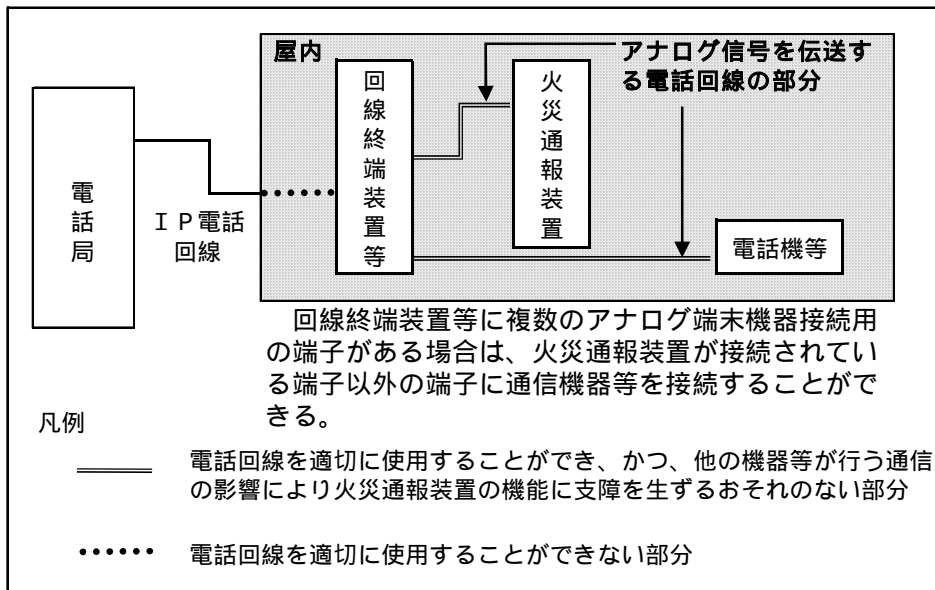 屋内
アナログ信号を伝送す
る電話回線の部分
回線終端装置等
火災通報装置
電話局
ＩＰ電話
回線
電話機等
回線終端装置等に複数のアナログ端末機器接続用
の端子がある場合は、火災通報装置が接続されてい
る端子以外の端子に通信機器等を接続することがで
きる。
凡例
電話回線を適切に使用することができ、かつ、他の機器等が行う通信
の影響により火災通報装置の機能に支障を生ずるおそれのない部分
電話回線を適切に使用することができない部分